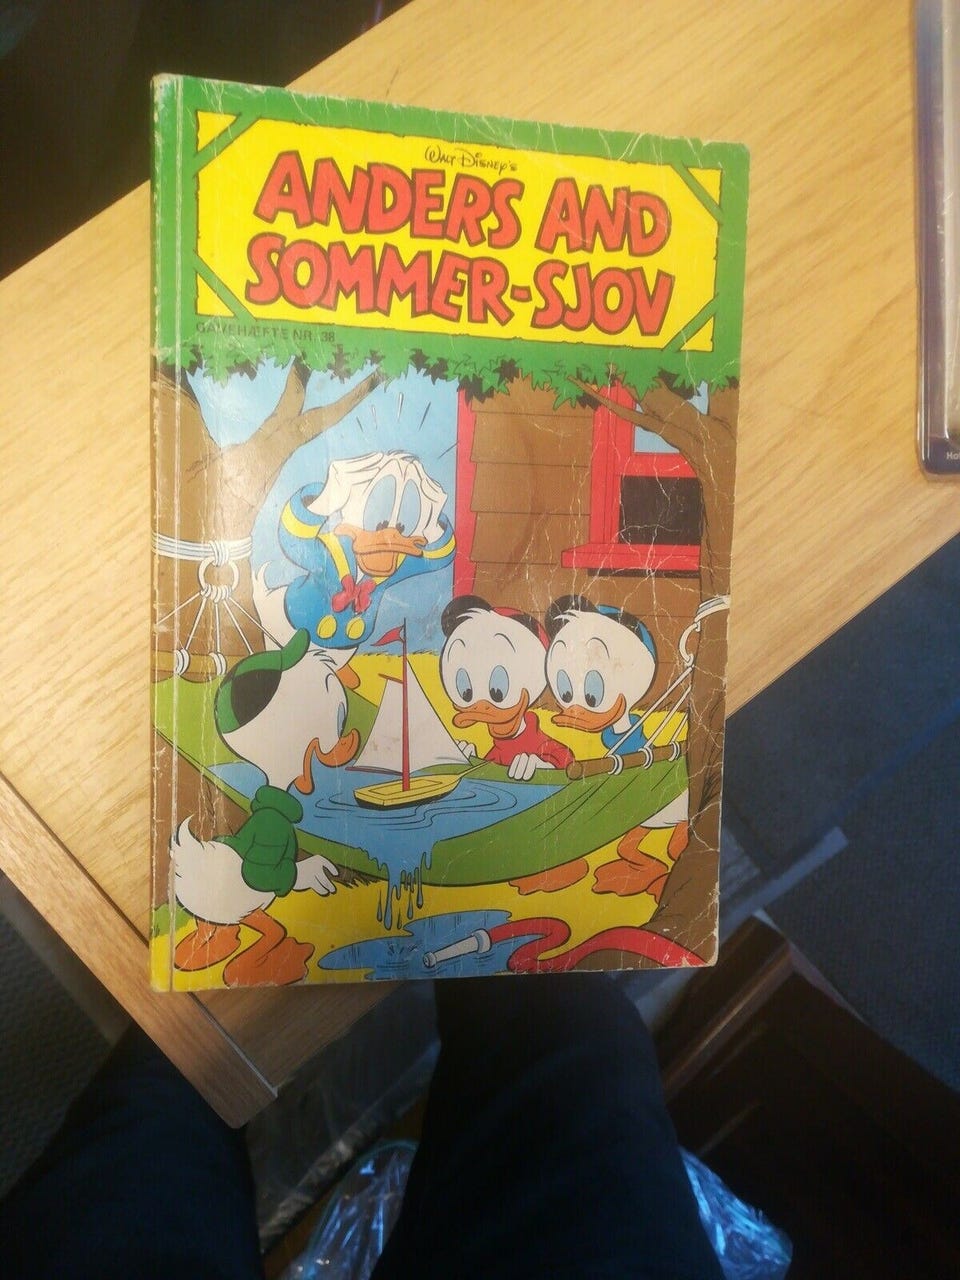 Walt Disney's
ANDERS AND
SOMMER-SJOV
GAVEHÆFTE NR. 38